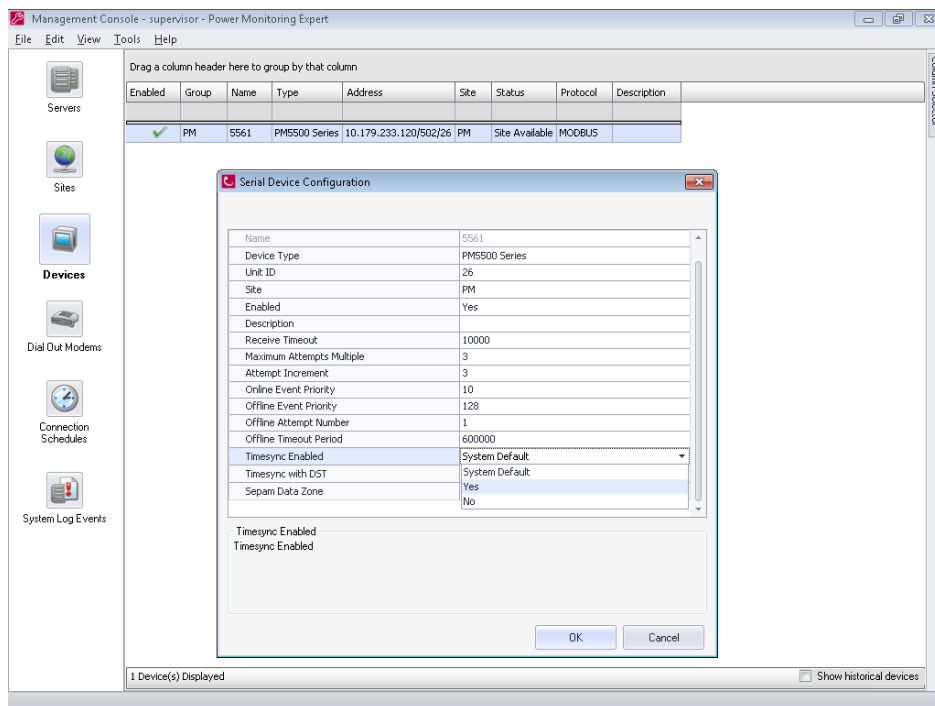 Management Console - supervisor - Power Monitoring Expert
File Edit View Tools Help
Drag a column header here to group by that column
Enabled Group Name Type Address Site Status Protocol Description
PM 5561 PM5500 Series 10.179.233.120/502/26 PM Site Available MODBUS
Servers
Sites
Devices
Dial Out Modems
Connection
Schedules
System Log Events
Serial Device Configuration
Name 5561
Device Type PM5500 Series
Unit ID 26
Site PM
Enabled Yes
Description
Receive Timeout 10000
Maximum Attempts Multiple 3
Attempt Increment 3
Online Event Priority 10
Offline Event Priority 128
Offline Attempt Number 1
Offline Timeout Period 600000
Timesync Enabled System Default
Timesync with DST System Default
Yes
Sepam Data Zone
No
Timesync Enabled
Timesync Enabled
OK Cancel
1 Device(s) Displayed Show historical devices